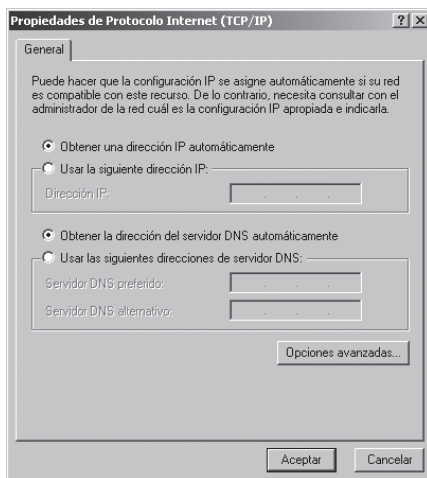 Propiedades de Protocolo Internet (TCP/IP)
General
Puede hacer que la configuración IP se asigne automáticamente si su red
es compatible con este recurso. De lo contrario, necesita consultar con el
administrador de la red cuál es la configuración IP apropiada e indicarla.
Obtener una dirección IP automáticamente
Usar la siguiente dirección IP:
Dirección IP:
Obtener la dirección del servidor DNS automáticamente
Usar las siguientes direcciones de servidor DNS:
Servidor DNS preferido:
Servidor DNS alternativo:
Opciones avanzadas...
Aceptar
Cancelar